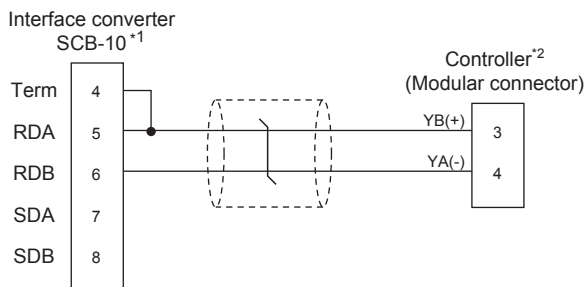 Interface converter
SCB-10 *1
Controller*2
(Modular connector)
Term 4
RDA 5 YB(+) 3
RDB 6 YA(-) 4
SDA 7
SDB 8